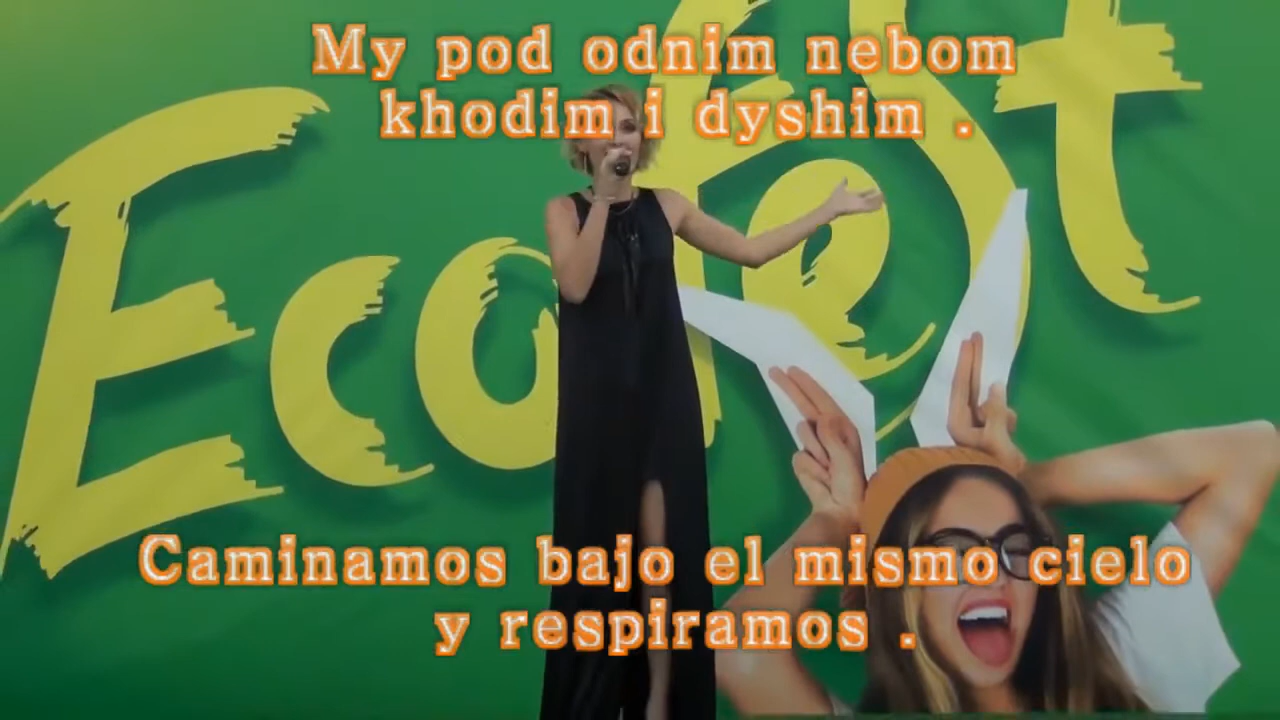 My pod odnim nebom
khodim i dyshim .
EcoFest
Caminamos bajo el mismo cielo
y respiramos .